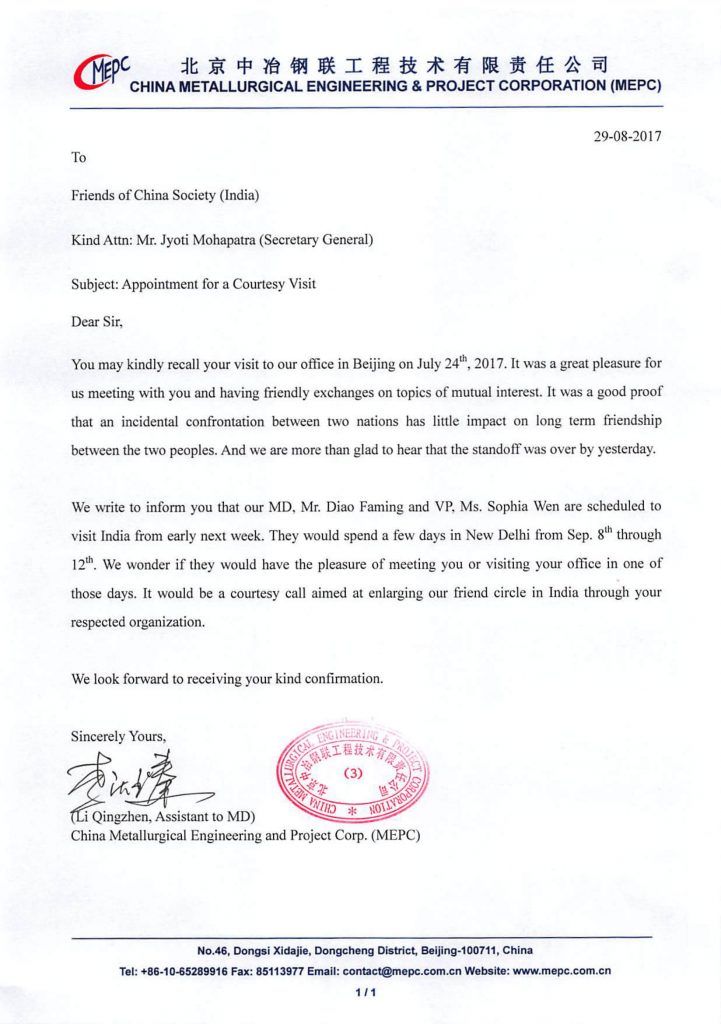 MEPC
北京中冶钢联工程技术有限责任公司
CHINA METALLURGICAL ENGINEERING & PROJECT CORPORATION (MEPC)
29-08-2017
To
Friends of China Society (India)
Kind Attn: Mr. Jyoti Mohapatra (Secretary General)
Subject: Appointment for a Courtesy Visit
Dear Sir,
You may kindly recall your visit to our office in Beijing on July 24th, 2017. It was a great pleasure for
us meeting with you and having friendly exchanges on topics of mutual interest. It was a good proof
that an incidental confrontation between two nations has little impact on long term friendship
between the two peoples. And we are more than glad to hear that the standoff was over by yesterday.
We write to inform you that our MD, Mr. Diao Faming and VP, Ms. Sophia Wen are scheduled to
visit India from early next week. They would spend a few days in New Delhi from Sep. 8th through
12th. We wonder if they would have the pleasure of meeting you or visiting your office in one of
those days. It would be a courtesy call aimed at enlarging our friend circle in India through your
respected organization.
We look forward to receiving your kind confirmation.
Sincerely Yours,
CHINA METALLURGICAL ENGINEERING & PROJECT CORPORATION
北京中冶钢联工程技术有限责任公司
(3)
(Li Qingzhen, Assistant to MD)
China Metallurgical Engineering and Project Corp. (MEPC)
No.46, Dongsi Xidajie, Dongcheng District, Beijing-100711, China
Tel: +86-10-65289916 Fax: 85113977 Email: contact@mepc.com.cn Website: www.mepc.com.cn
1 / 1